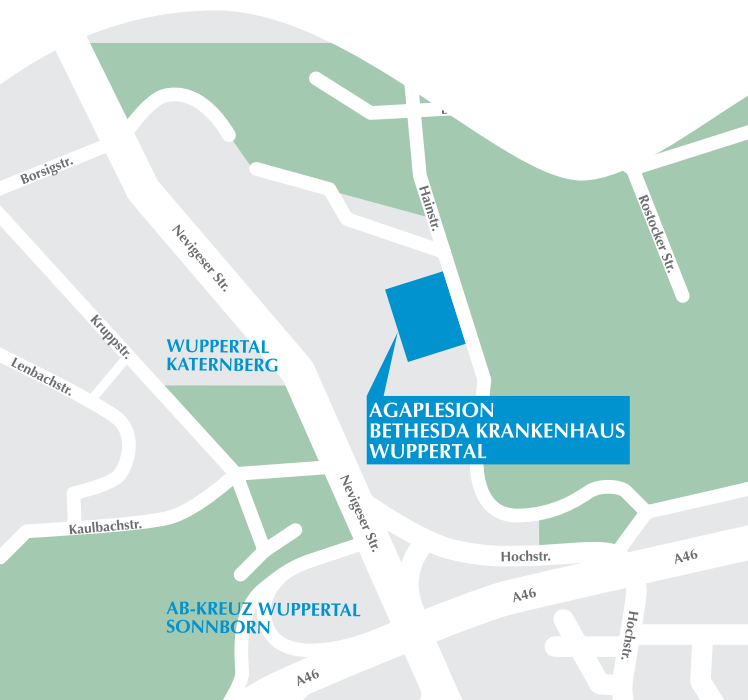 Borsigstr.
Hainstr.
Rostocker Str.
Nevigeser Str.
Kruppstr.
WUPPERTAL
KATERNBERG
Lenbachstr.
AGAPLESION
BETHESDA KRANKENHAUS
WUPPERTAL
Nevigeser Str.
Kaulbachstr.
Hochstr.
A46
A46
AB-KREUZ WUPPERTAL
SONNBORN
Hochstr.
A46